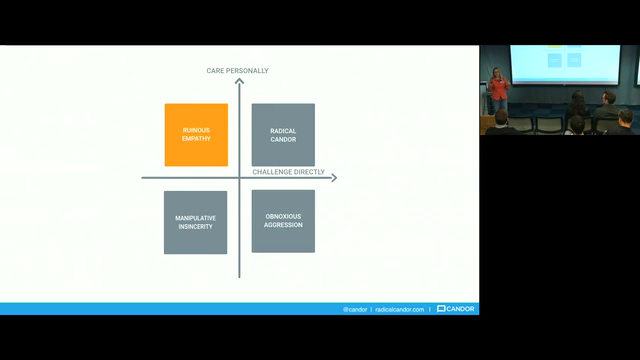 CARE PERSONALLY
RUINOUS
EMPATHY
RADICAL
CANDOR
CHALLENGE DIRECTLY
MANIPULATIVE
INSINCERITY
OBNOXIOUS
AGGRESSION
@candor | radicalcandor.com | CANDOR